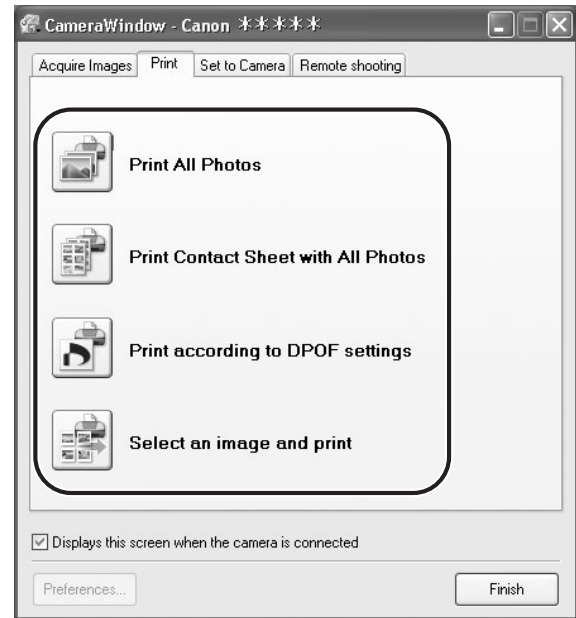 CameraWindow - Canon *****
Acquire Images Print Set to Camera Remote shooting
Print All Photos
Print Contact Sheet with All Photos
Print according to DPOF settings
Select an image and print
Displays this screen when the camera is connected
Preferences... Finish